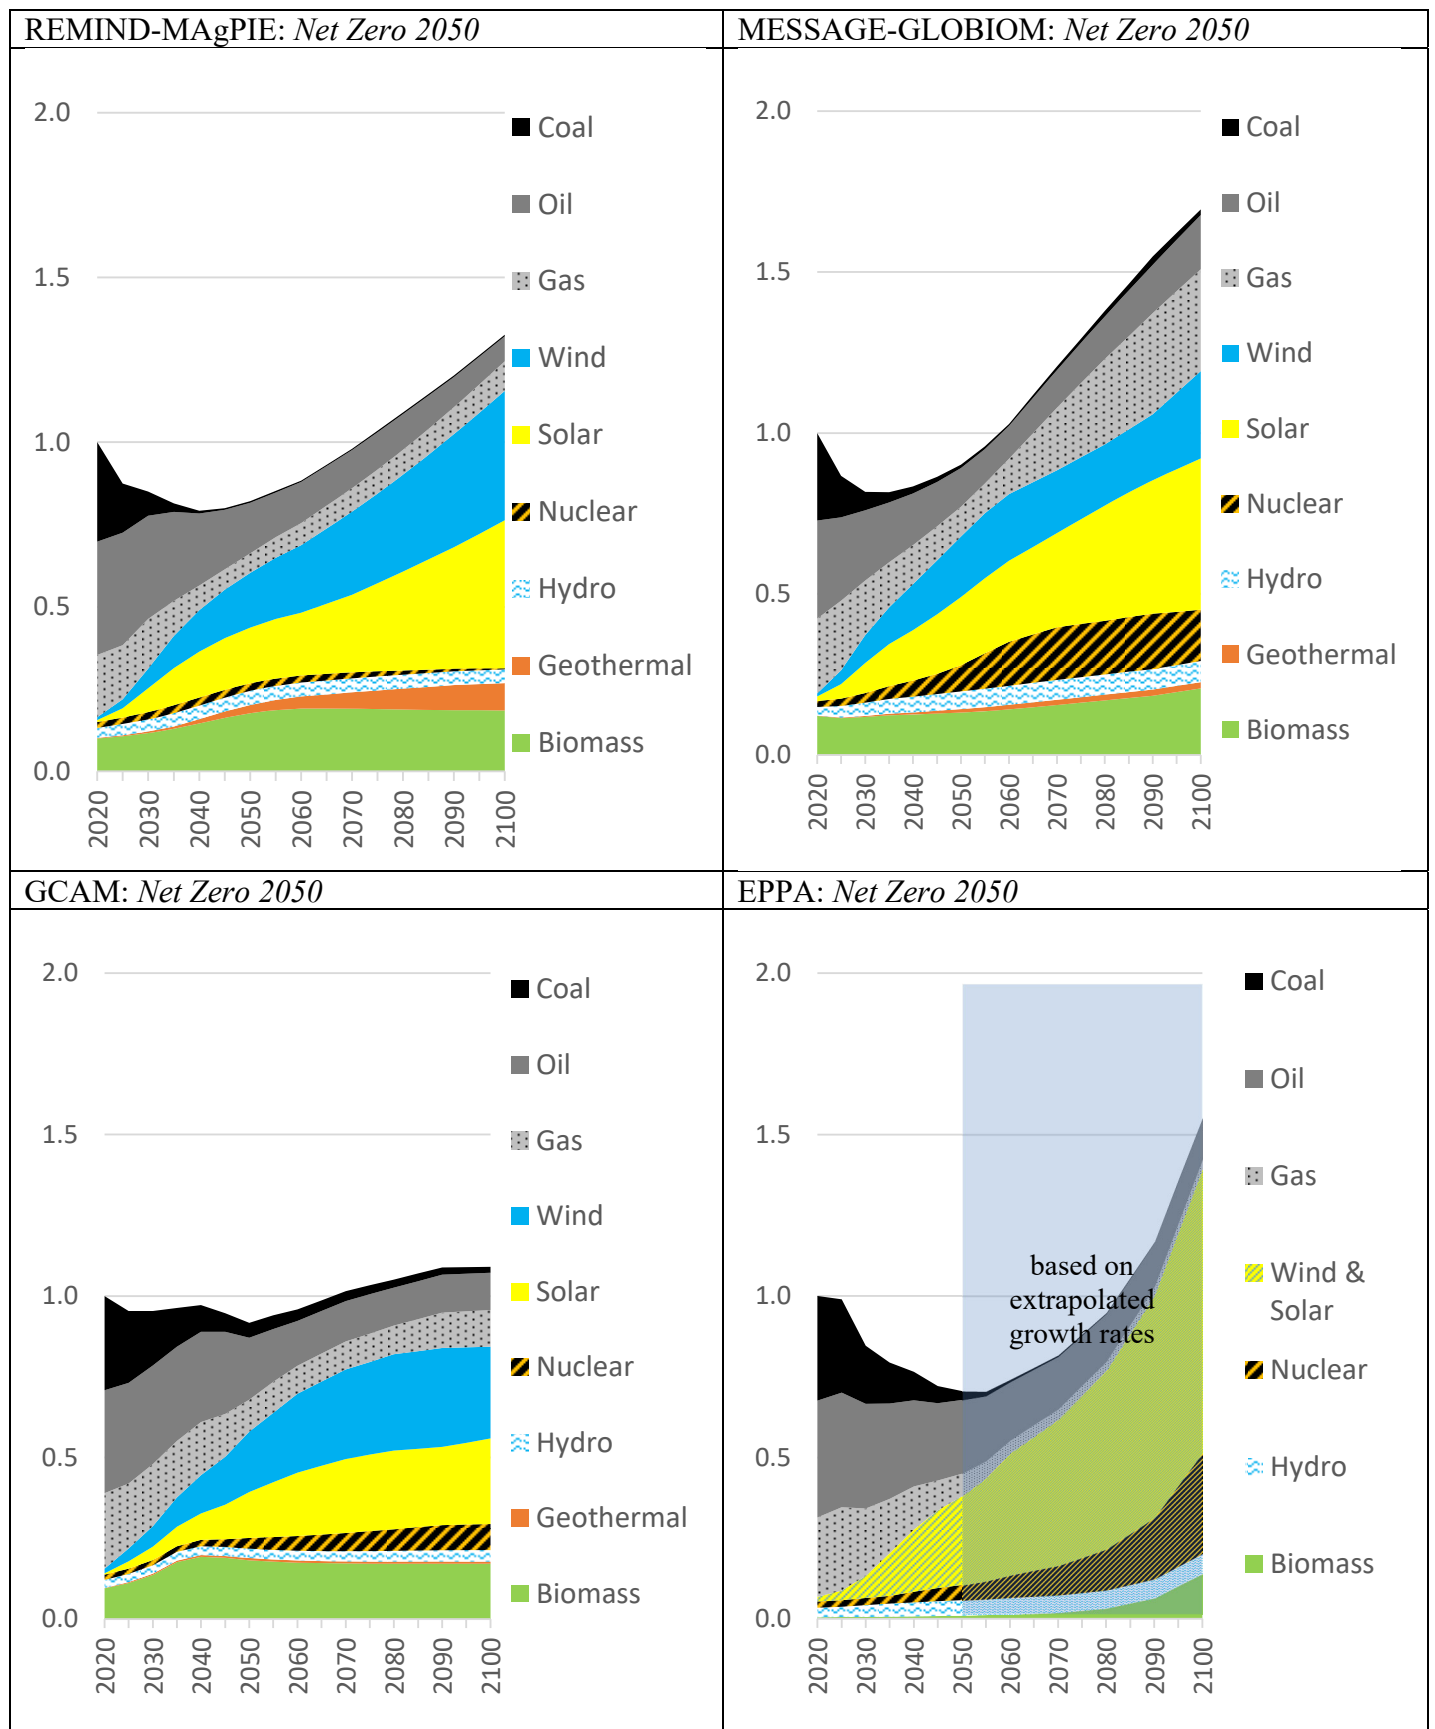 REMIND-MAgPIE: Net Zero 2050
2.0
1.5
1.0
0.5
0.0
2020
2030
2040
2050
2060
2070
2080
2090
2100
Coal
Oil
Gas
Wind
Solar
Nuclear
Hydro
Geothermal
Biomass
MESSAGE-GLOBIOM: Net Zero 2050
2.0
1.5
1.0
0.5
0.0
2020
2030
2040
2050
2060
2070
2080
2090
2100
Coal
Oil
Gas
Wind
Solar
Nuclear
Hydro
Geothermal
Biomass
GCAM: Net Zero 2050
2.0
1.5
1.0
0.5
0.0
2020
2030
2040
2050
2060
2070
2080
2090
2100
Coal
Oil
Gas
Wind
Solar
Nuclear
Hydro
Geothermal
Biomass
EPPA: Net Zero 2050
2.0
1.5
1.0
0.5
0.0
based on
extrapolated
growth rates
2020
2030
2040
2050
2060
2070
2080
2090
2100
Coal
Oil
Gas
Wind &
Solar
Nuclear
Hydro
Biomass